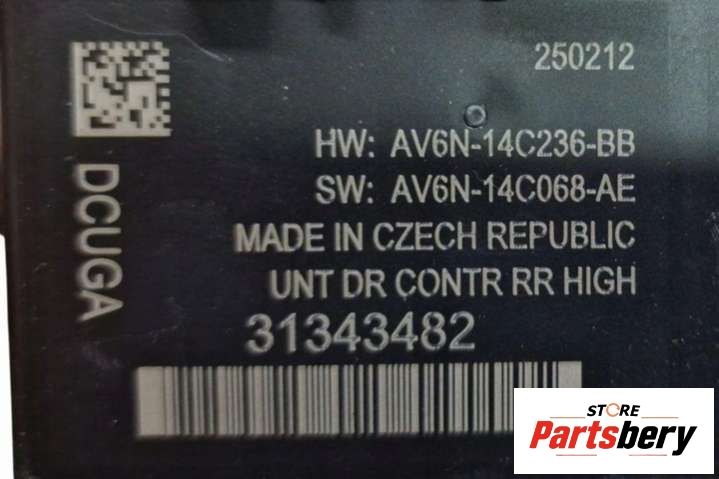 250212
HW: AV6N-14C236-BB
SW: AV6N-14C068-AE
MADE IN CZECH REPUBLIC
UNT DR CONTR RR HIGH
31343482
DCUGA
STORE
Partsbery